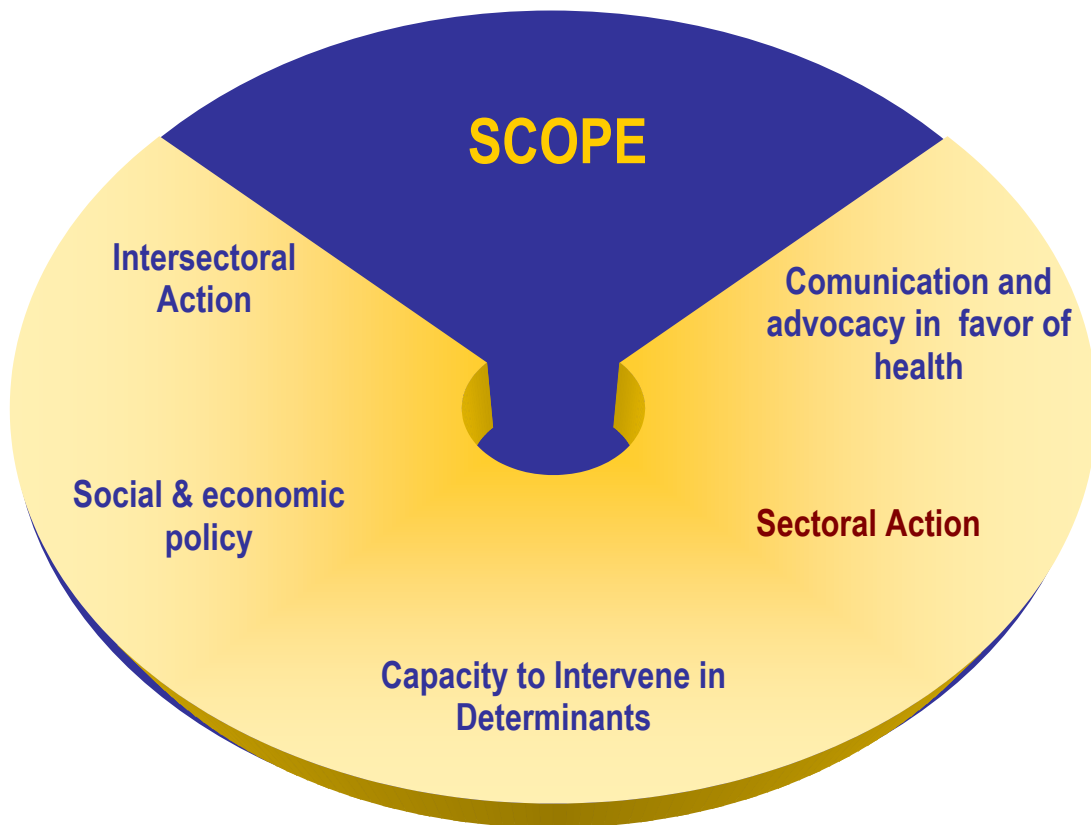 SCOPE
Intersectoral
Action
Comunication and
advocacy in favor of
health
Social & economic
policy
Sectoral Action
Capacity to Intervene in
Determinants